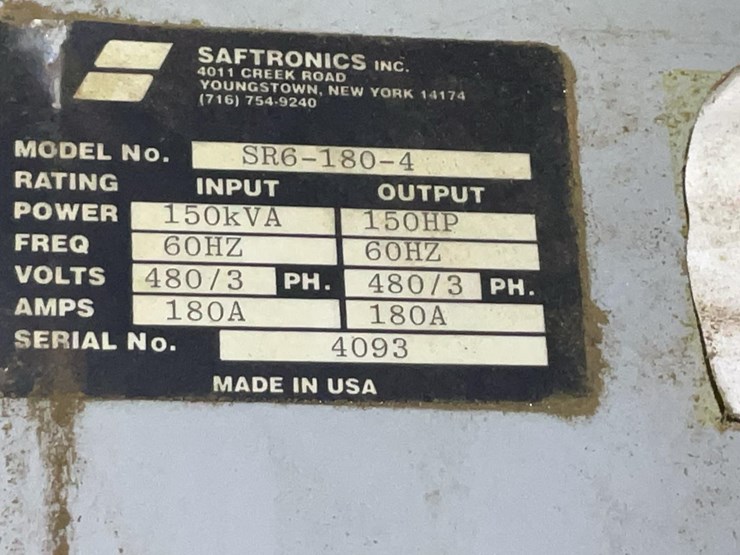 SAFTRONICS INC.
4011 CREEK ROAD
YOUNGSTOWN, NEW YORK 14174
(716) 754-9240
MODEL No. SR6-180-4
RATING INPUT OUTPUT
POWER 150kVA 150HP
FREQ 60HZ 60HZ
VOLTS 480/3 PH. 480/3 PH.
AMPS 180A 180A
SERIAL No. 4093
MADE IN USA